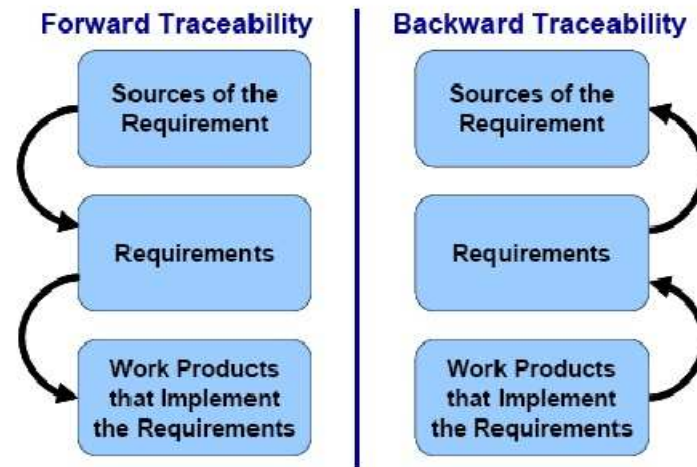 Forward Traceability
Sources of the
Requirement
Requirements
Work Products
that Implement
the Requirements
Backward Traceability
Sources of the
Requirement
Requirements
Work Products
that Implement
the Requirements